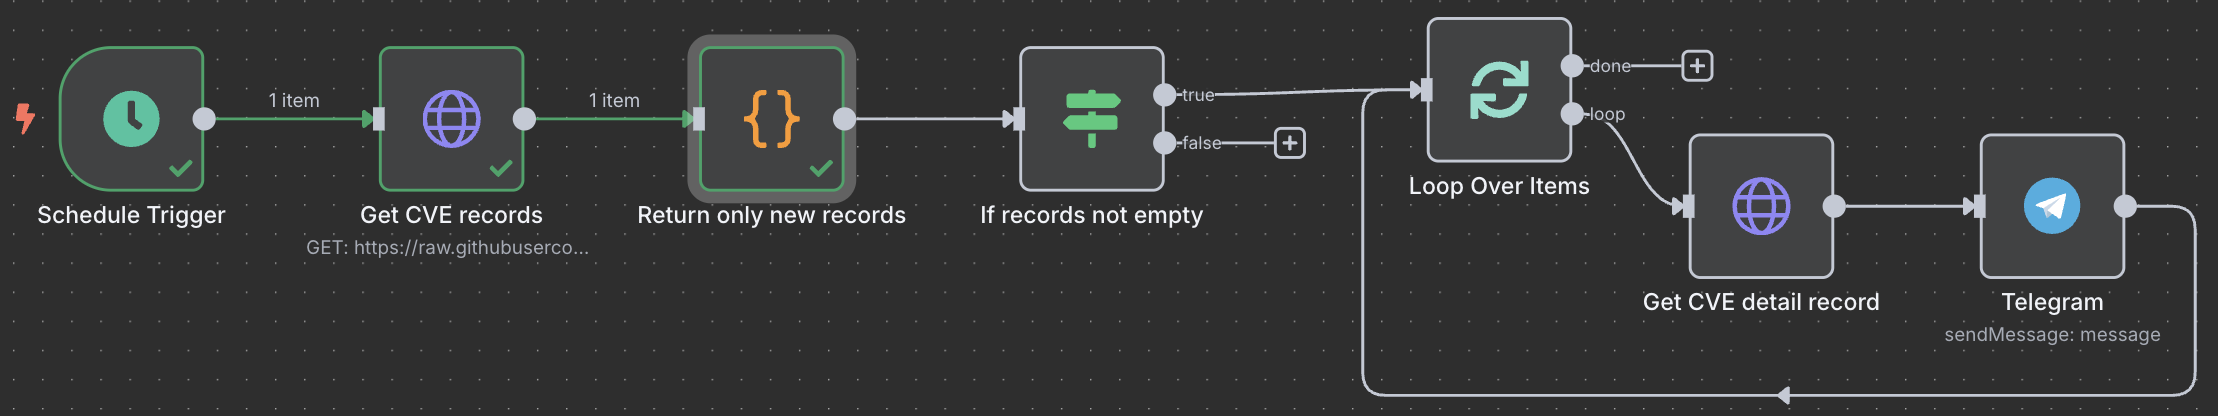 1 item
1 item
true
false
done
loop
Schedule Trigger
Get CVE records
GET: https://raw.githubuserco...
Return only new records
If records not empty
Loop Over Items
Get CVE detail record
Telegram
sendMessage: message